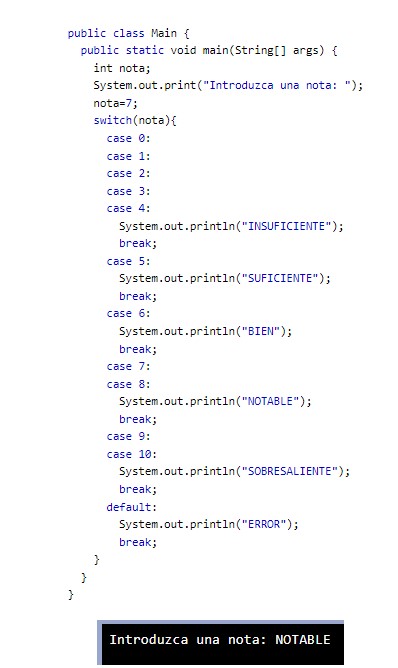 public class Main {
public static void main(String[] args) {
int nota;
System.out.print("Introduzca una nota: ");
nota=7;
switch(nota){
case 0:
case 1:
case 2:
case 3:
case 4:
System.out.println("INSUFICIENTE");
break;
case 5:
System.out.println("SUFICIENTE");
break;
case 6:
System.out.println("BIEN");
break;
case 7:
case 8:
System.out.println("NOTABLE");
break;
case 9:
case 10:
System.out.println("SOBRESALIENTE");
break;
default:
System.out.println("ERROR");
break;
}
}
}
Introduzca una nota: NOTABLE